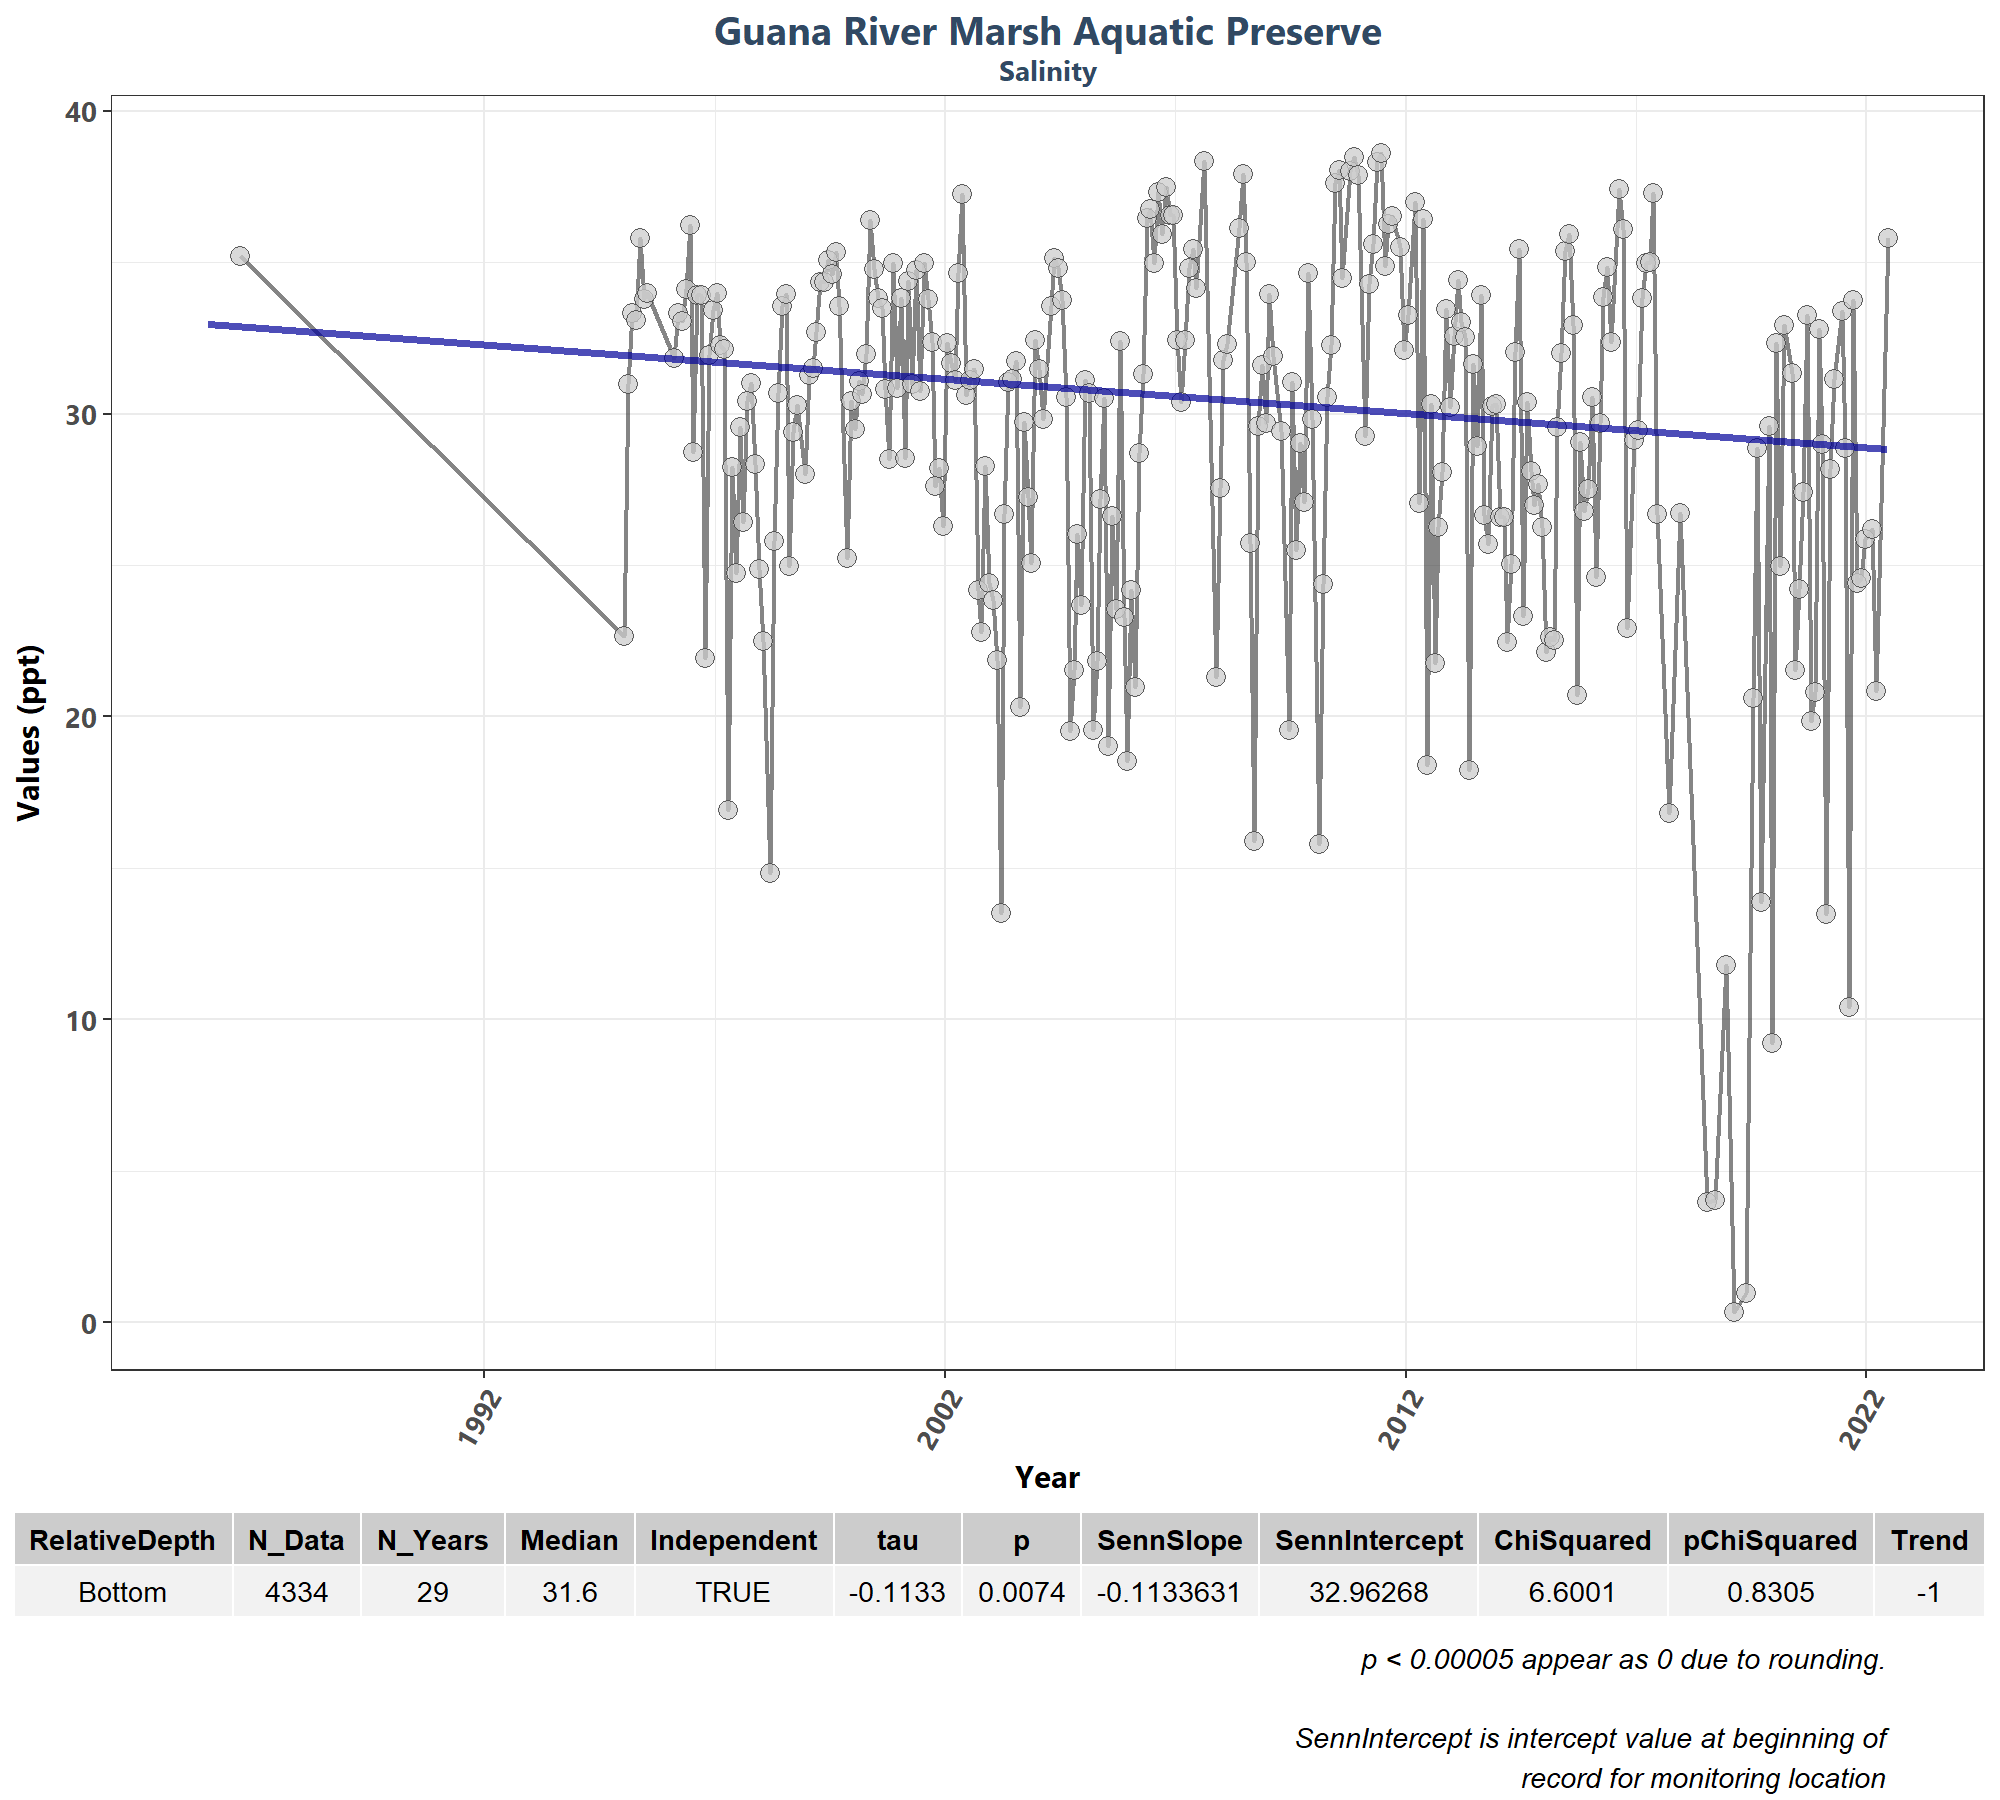 Guana River Marsh Aquatic Preserve
Salinity
Values (ppt)
40
30
20
10
0
1992 2002 2012 2022
Year
RelativeDepth N_Data N_Years Median Independent tau p SennSlope SennIntercept ChiSquared pChiSquared Trend
Bottom 4334 29 31.6 TRUE -0.1133 0.0074 -0.1133631 32.96268 6.6001 0.8305 -1
p < 0.00005 appear as 0 due to rounding.
SennIntercept is intercept value at beginning of
record for monitoring location